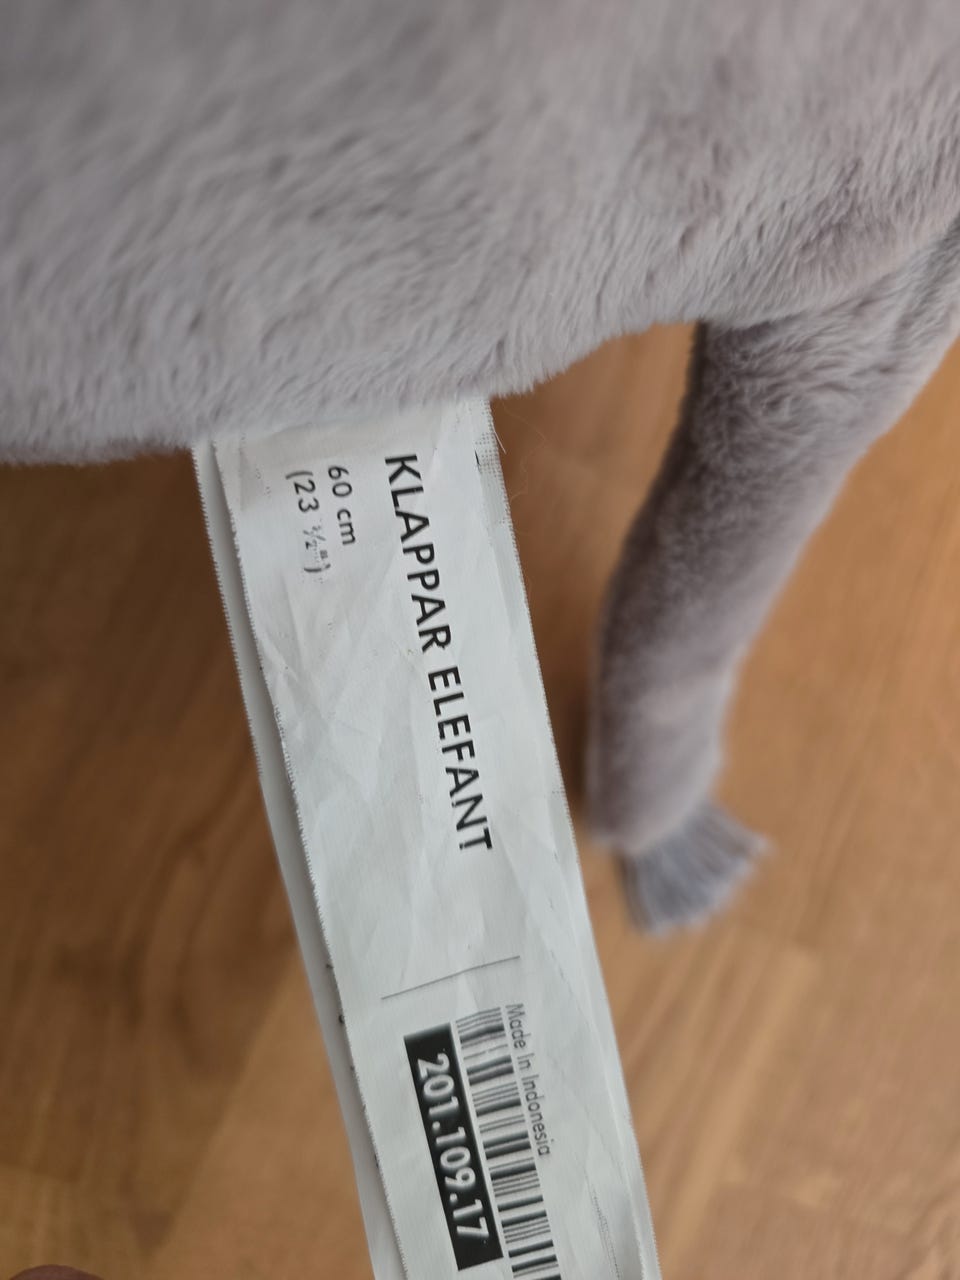 KLAPPAR ELEFANT
60 cm
(23 ½")
Made in Indonesia
201.109.17